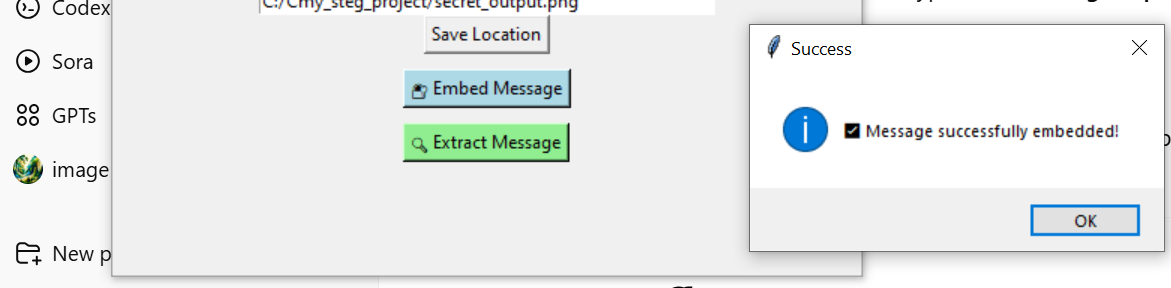 Codex
Sora
GPTs
image
New p
C:/Cmy_steg_project/secret_output.png
Save Location
Embed Message
Extract Message
Success
Message successfully embedded!
OK